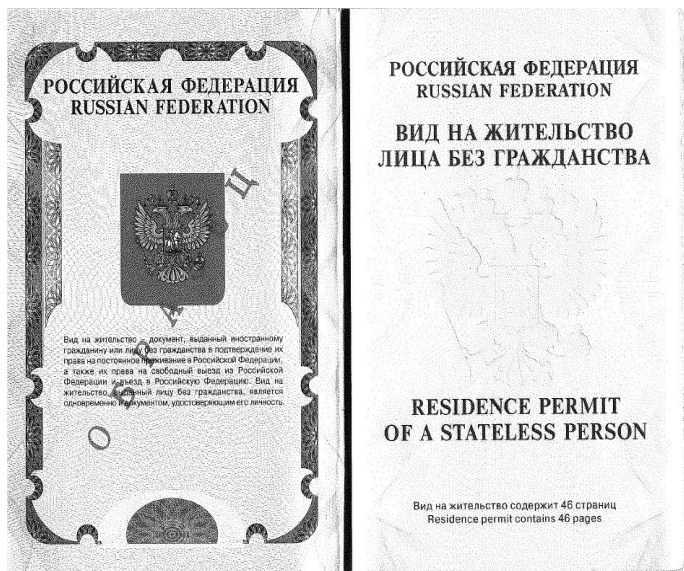 РОССИЙСКАЯ ФЕДЕРАЦИЯ
RUSSIAN FEDERATION
ОБРАЗЕЦ
Вид на жительство – документ, выданный иностранному
гражданину или лицу без гражданства в подтверждение их
права на постоянное проживание в Российской Федерации,
а также их права на свободный выезд из Российской
Федерации и въезд в Российскую Федерацию. Вид на
жительство, выданный лицу без гражданства, является
одновременно и документом, удостоверяющим его личность.
РОССИЙСКАЯ ФЕДЕРАЦИЯ
RUSSIAN FEDERATION
ВИД НА ЖИТЕЛЬСТВО
ЛИЦА БЕЗ ГРАЖДАНСТВА
RESIDENCE PERMIT
OF A STATELESS PERSON
Вид на жительство содержит 46 страниц
Residence permit contains 46 pages